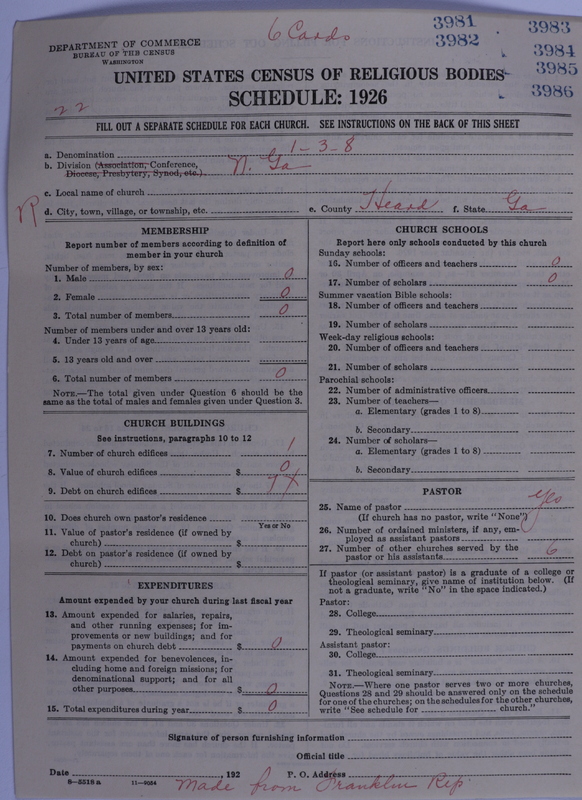 6 Cards
3981 3983
3982 3984
3985
3986
DEPARTMENT OF COMMERCE
BUREAU OF THE CENSUS
WASHINGTON
UNITED STATES CENSUS OF RELIGIOUS BODIES
SCHEDULE: 1926
22
FILL OUT A SEPARATE SCHEDULE FOR EACH CHURCH. SEE INSTRUCTIONS ON THE BACK OF THIS SHEET
a. Denomination 1-3-8
b. Division (Association, Conference, N. Ga
Diocese, Presbytery, Synod, etc.)
c. Local name of church
R
d. City, town, village, or township, etc. e. County Heard f. State Ga
MEMBERSHIP
Report number of members according to definition of
member in your church
Number of members, by sex:
1. Male 0
2. Female 0
3. Total number of members 0
Number of members under and over 13 years old:
4. Under 13 years of age
5. 13 years old and over
6. Total number of members 0
NOTE.—The total given under Question 6 should be the
same as the total of males and females given under Question 3.
CHURCH BUILDINGS
See instructions, paragraphs 10 to 12
7. Number of church edifices 1
8. Value of church edifices $ 0
9. Debt on church edifices $
10. Does church own pastor's residence
Yes or No
11. Value of pastor's residence (if owned by
church) $
12. Debt on pastor's residence (if owned by
church) $
EXPENDITURES
Amount expended by your church during last fiscal year
13. Amount expended for salaries, repairs,
and other running expenses; for im-
provements or new buildings; and for
payments on church debt $ 0
14. Amount expended for benevolences, in-
cluding home and foreign missions; for
denominational support; and for all
other purposes $ 0
15. Total expenditures during year $ 0
CHURCH SCHOOLS
Report here only schools conducted by this church
Sunday schools:
16. Number of officers and teachers 0
17. Number of scholars 0
Summer vacation Bible schools:
18. Number of officers and teachers
19. Number of scholars
Week-day religious schools:
20. Number of officers and teachers
21. Number of scholars
Parochial schools:
22. Number of administrative officers
23. Number of teachers—
a. Elementary (grades 1 to 8)
b. Secondary
24. Number of scholars—
a. Elementary (grades 1 to 8)
b. Secondary
PASTOR
25. Name of pastor yes
(If church has no pastor, write "None")
26. Number of ordained ministers, if any, em-
ployed as assistant pastors
27. Number of other churches served by the
pastor or his assistants 6
If pastor (or assistant pastor) is a graduate of a college or
theological seminary, give name of institution below. (If
not a graduate, write "No" in the space indicated.)
Pastor:
28. College
29. Theological seminary
Assistant pastor:
30. College
31. Theological seminary
NOTE.—Where one pastor serves two or more churches,
Questions 28 and 29 should be answered only on the schedule
for one of the churches; on the schedules for the other churches,
write "See schedule for church."
Signature of person furnishing information
Official title
Date , 192 P. O. Address
8—5518 a 11—9054
Made from Franklin Rep.